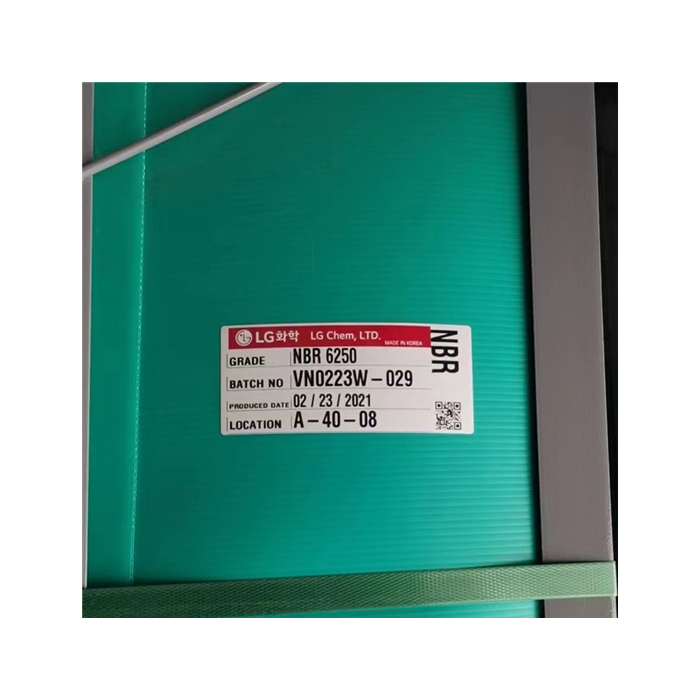 LG화학 LG Chem, LTD. MADE IN KOREA
NBR
GRADE NBR 6250
BATCH NO VN0223W-029
PRODUCED DATE 02 / 23 / 2021
LOCATION A-40-08